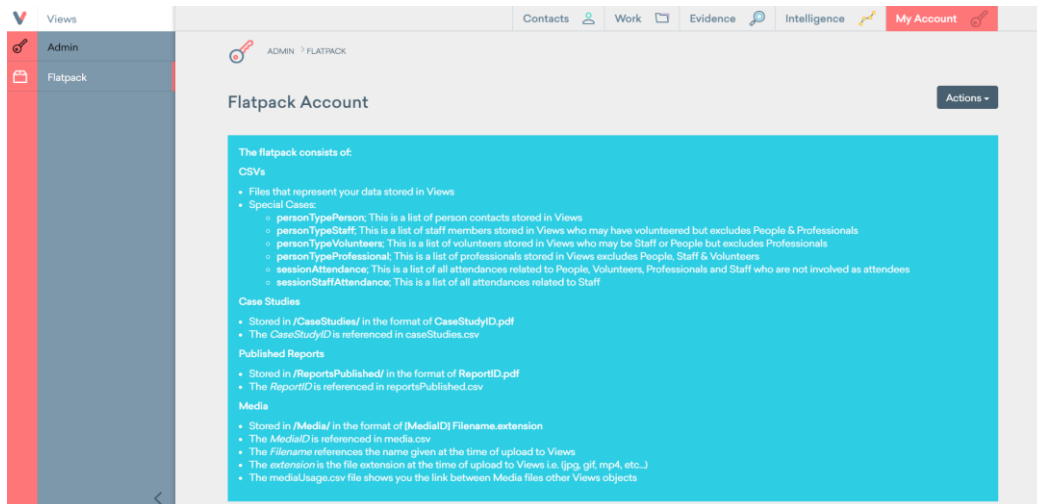 Views
Contacts
Work
Evidence
Intelligence
My Account
Admin
Flatpack
ADMIN > FLATPACK
Flatpack Account
Actions
The flatpack consists of:
CSVs
• Files that represent your data stored in Views
• Special Cases:
○ personTypePerson; This is a list of person contacts stored in Views
○ personTypeStaff; This is a list of staff members stored in Views who may have volunteered but excludes People & Professionals
○ personTypeVolunteers; This is a list of volunteers stored in Views who may be Staff or People but excludes Professionals
○ personTypeProfessional; This is a list of professionals stored in Views excludes People, Staff & Volunteers
○ sessionAttendance; This is a list of all attendances related to People, Volunteers, Professionals and Staff who are not involved as attendees
○ sessionStaffAttendance; This is a list of all attendances related to Staff
Case Studies
• Stored in /CaseStudies/ in the format of CaseStudyID.pdf
• The CaseStudyID is referenced in caseStudies.csv
Published Reports
• Stored in /ReportsPublished/ in the format of ReportID.pdf
• The ReportID is referenced in reportsPublished.csv
Media
• Stored in /Media/ in the format of [MediaID] Filename.extension
• The MediaID is referenced in media.csv
• The Filename references the name given at the time of upload to Views
• The extension is the file extension at the time of upload to Views i.e. (jpg, gif, mp4, etc...)
• The mediaUsage.csv file shows you the link between Media files other Views objects